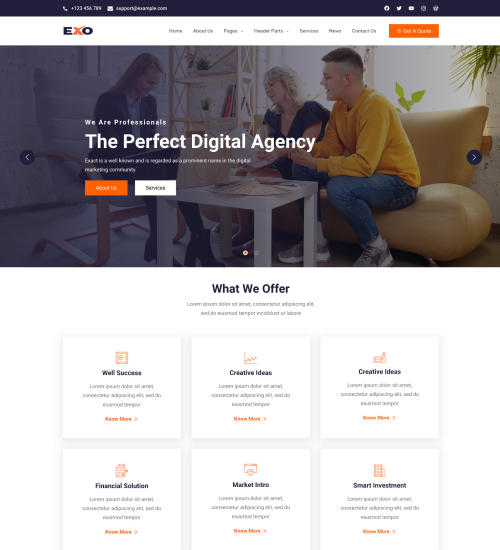 +123 456 789 support@example.com
EXO Home About Us Pages Header Parts Services News Contact Us Get A Quote
We Are Professionals
The Perfect Digital Agency
Exact is a well known and is regarded as a prominent name in the digital
marketing community.
About Us Services
What We Offer
Lorem ipsum dolor sit amet, consectetur adipiscing elit,
sed do eiusmod tempor incididunt ut labore
Well Success
Lorem ipsum dolor sit amet,
consectetur adipiscing elit, sed do
eiusmod tempor
Know More
Creative Ideas
Lorem ipsum dolor sit amet,
consectetur adipiscing elit, sed do
eiusmod tempor
Know More
Creative Ideas
Lorem ipsum dolor sit amet,
consectetur adipiscing elit, sed do
eiusmod tempor
Know More
Financial Solution
Lorem ipsum dolor sit amet,
consectetur adipiscing elit, sed do
eiusmod tempor
Know More
Market Intro
Lorem ipsum dolor sit amet,
consectetur adipiscing elit, sed do
eiusmod tempor
Know More
Smart Investment
Lorem ipsum dolor sit amet,
consectetur adipiscing elit, sed do
eiusmod tempor
Know More